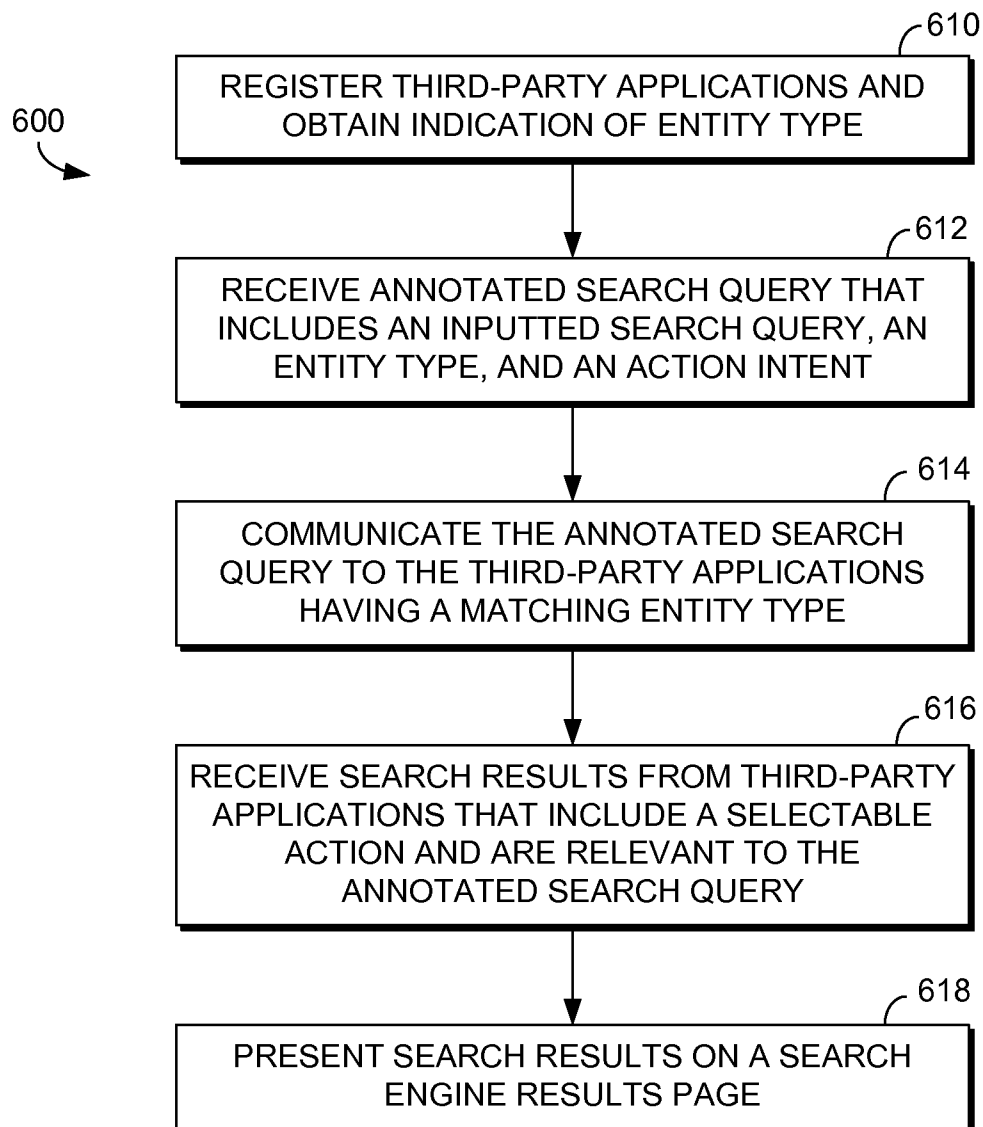 610
REGISTER THIRD-PARTY APPLICATIONS AND
OBTAIN INDICATION OF ENTITY TYPE
600
612
RECEIVE ANNOTATED SEARCH QUERY THAT
INCLUDES AN INPUTTED SEARCH QUERY, AN
ENTITY TYPE, AND AN ACTION INTENT
614
COMMUNICATE THE ANNOTATED SEARCH
QUERY TO THE THIRD-PARTY APPLICATIONS
HAVING A MATCHING ENTITY TYPE
616
RECEIVE SEARCH RESULTS FROM THIRD-PARTY
APPLICATIONS THAT INCLUDE A SELECTABLE
ACTION AND ARE RELEVANT TO THE
ANNOTATED SEARCH QUERY
618
PRESENT SEARCH RESULTS ON A SEARCH
ENGINE RESULTS PAGE